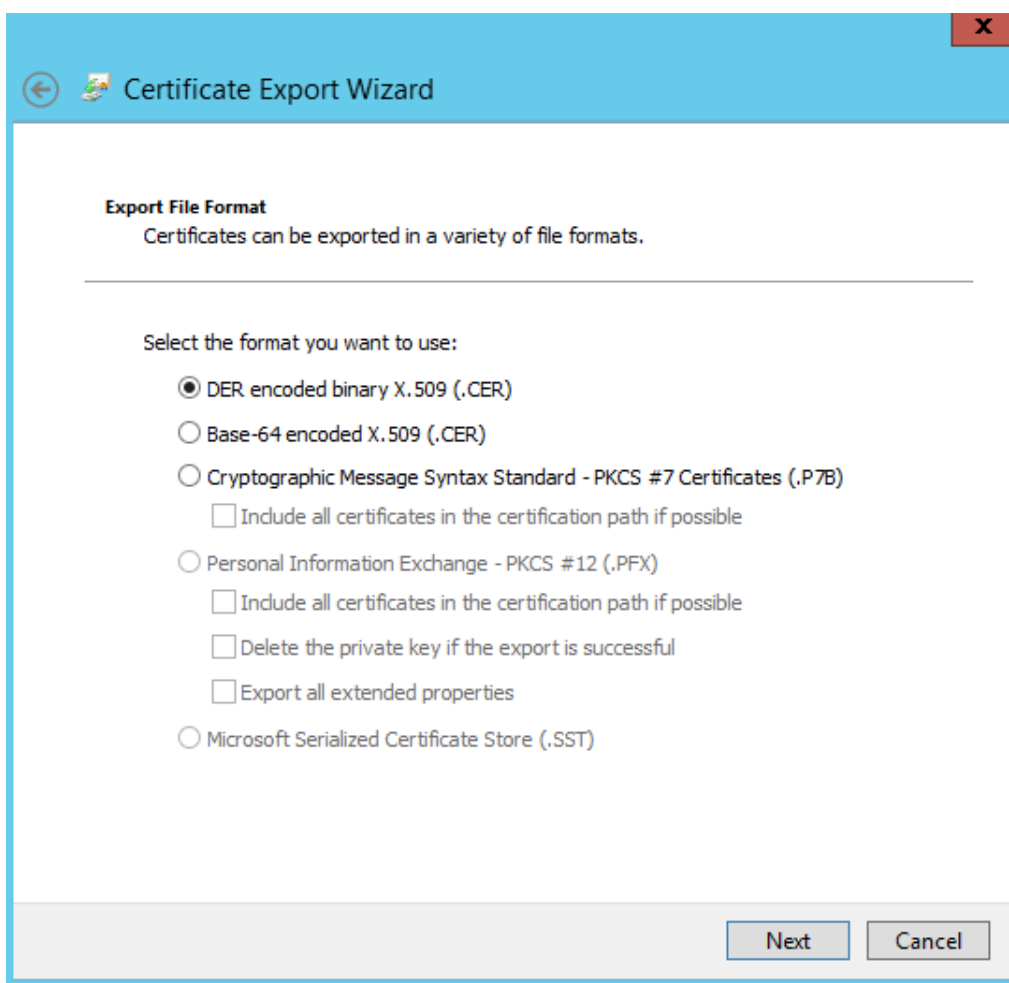 x
Certificate Export Wizard
Export File Format
Certificates can be exported in a variety of file formats.
Select the format you want to use:
DER encoded binary X.509 (.CER)
Base-64 encoded X.509 (.CER)
Cryptographic Message Syntax Standard - PKCS #7 Certificates (.P7B)
Include all certificates in the certification path if possible
Personal Information Exchange - PKCS #12 (.PFX)
Include all certificates in the certification path if possible
Delete the private key if the export is successful
Export all extended properties
Microsoft Serialized Certificate Store (.SST)
Next
Cancel